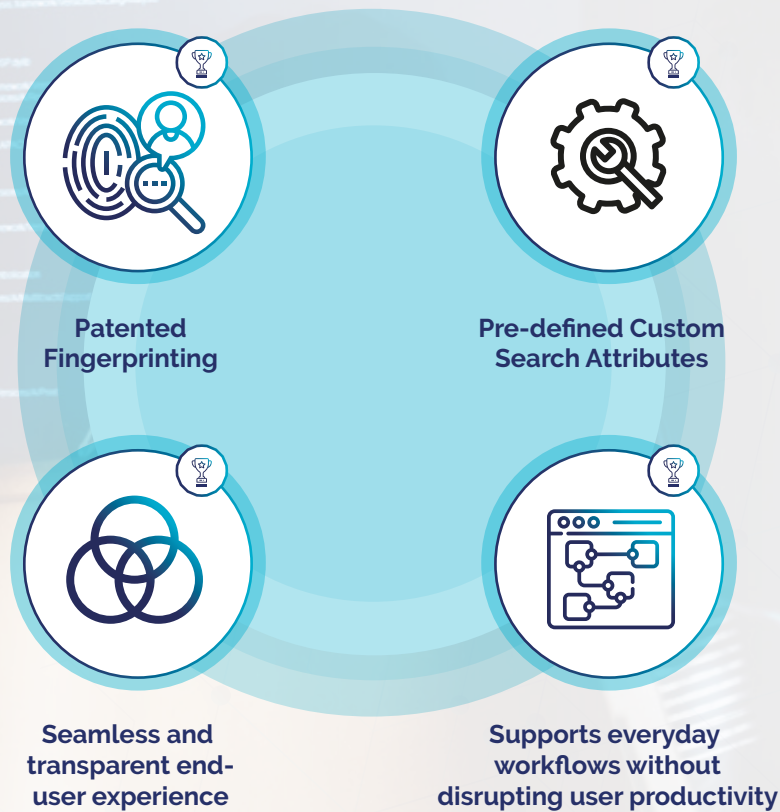 Patented
Fingerprinting
Pre-defined Custom
Search Attributes
Seamless and
transparent end-
user experience
Supports everyday
workflows without
disrupting user productivity